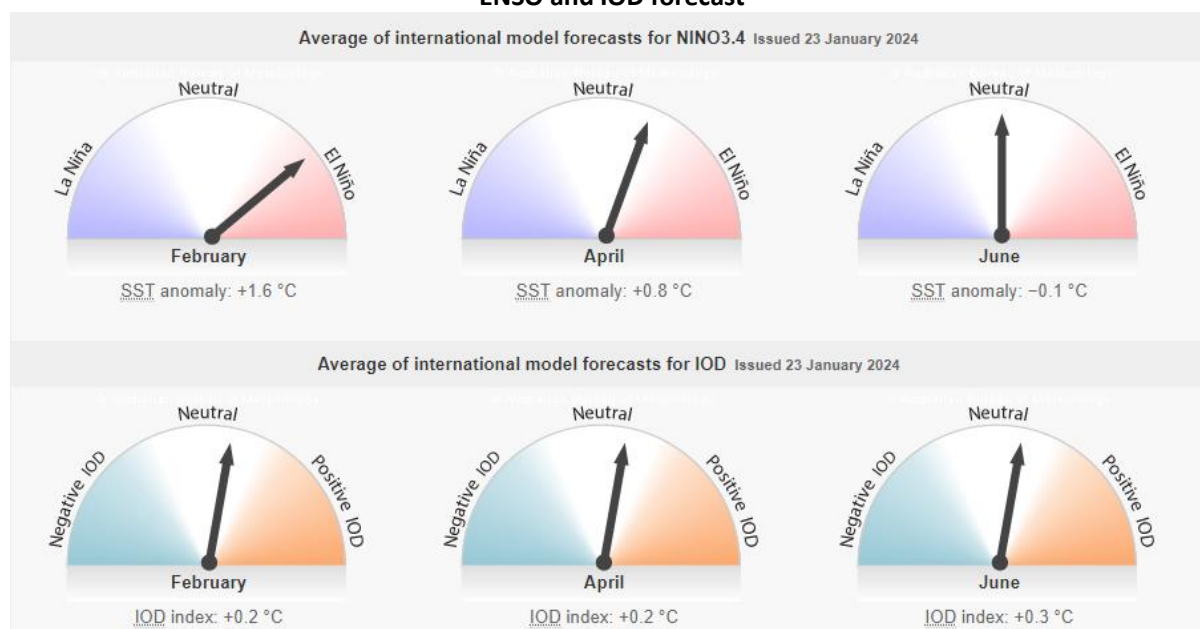 ENSO and IOD forecast
Average of international model forecasts for NINO3.4 Issued 23 January 2024
Neutral Neutral Neutral
La Niña El Niño La Niña El Niño La Niña El Niño
February April June
SST anomaly: +1.6 °C SST anomaly: +0.8 °C SST anomaly: −0.1 °C
Average of international model forecasts for IOD Issued 23 January 2024
Neutral Neutral Neutral
Negative IOD Positive IOD Negative IOD Positive IOD Negative IOD Positive IOD
February April June
IOD index: +0.2 °C IOD index: +0.2 °C IOD index: +0.3 °C